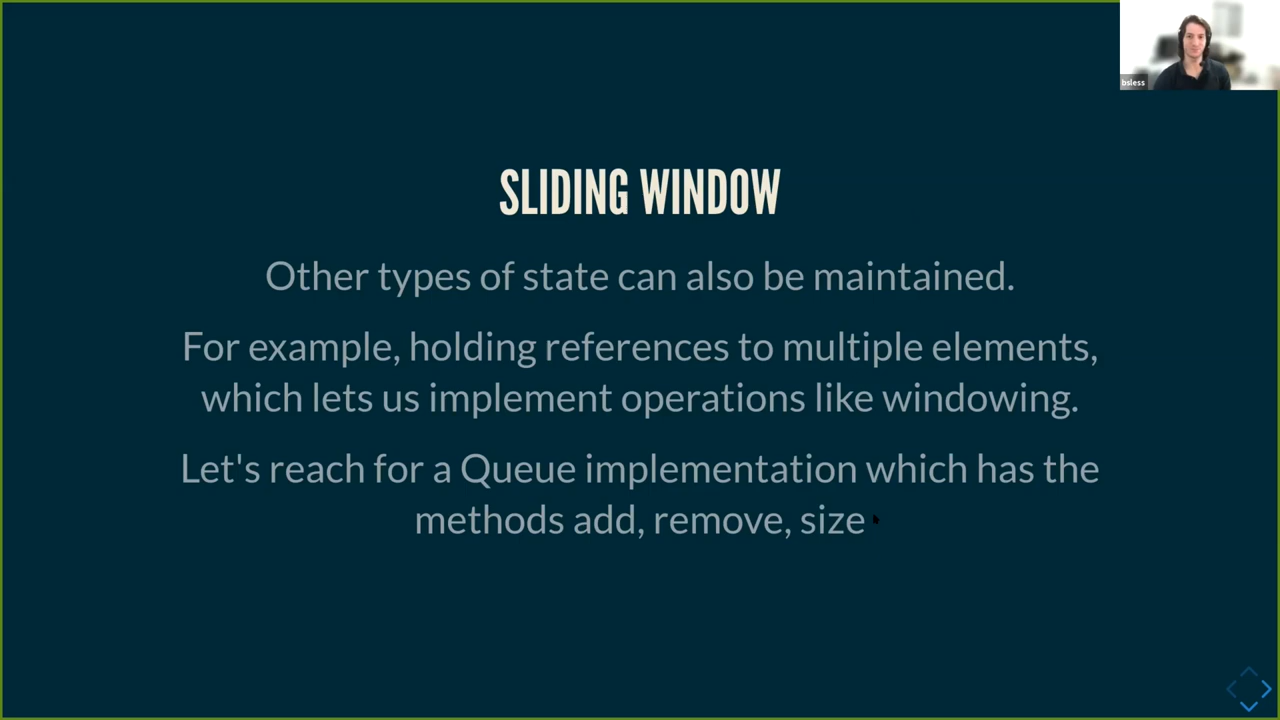 bsless
SLIDING WINDOW
Other types of state can also be maintained.
For example, holding references to multiple elements,
which lets us implement operations like windowing.
Let's reach for a Queue implementation which has the
methods add, remove, size